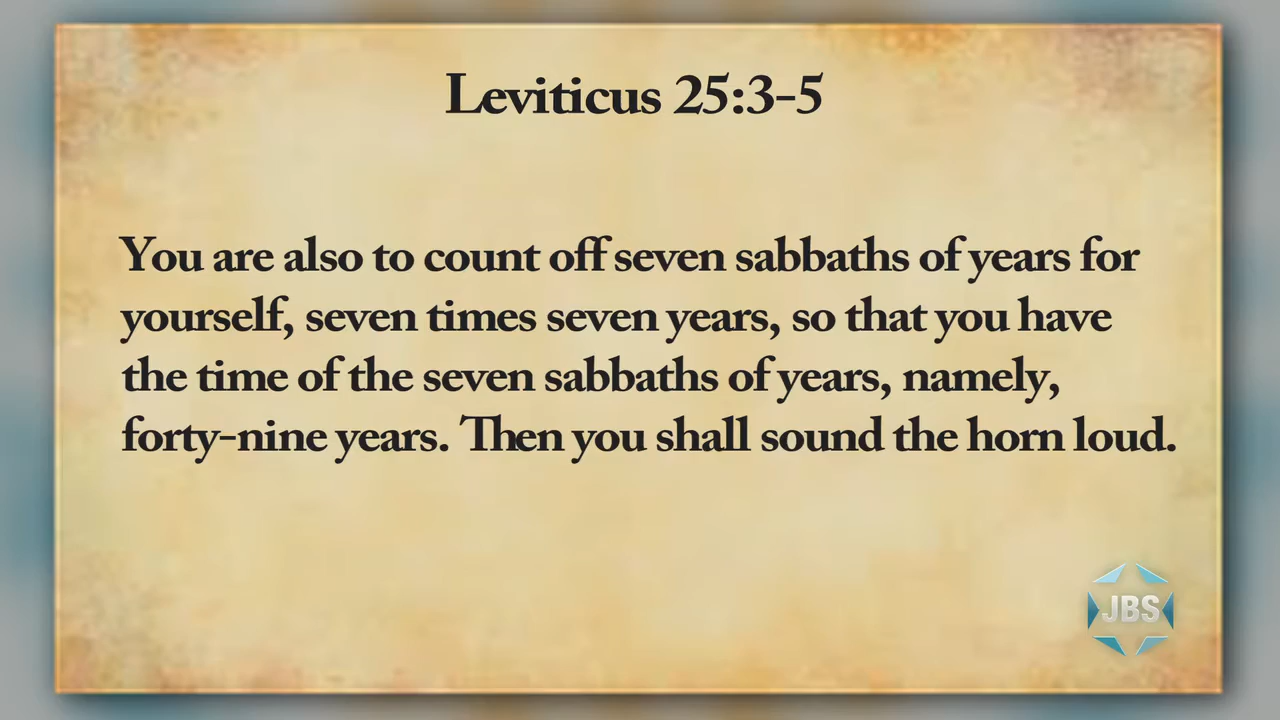 Leviticus 25:3-5
You are also to count off seven sabbaths of years for
yourself, seven times seven years, so that you have
the time of the seven sabbaths of years, namely,
forty-nine years. Then you shall sound the horn loud.
JBS